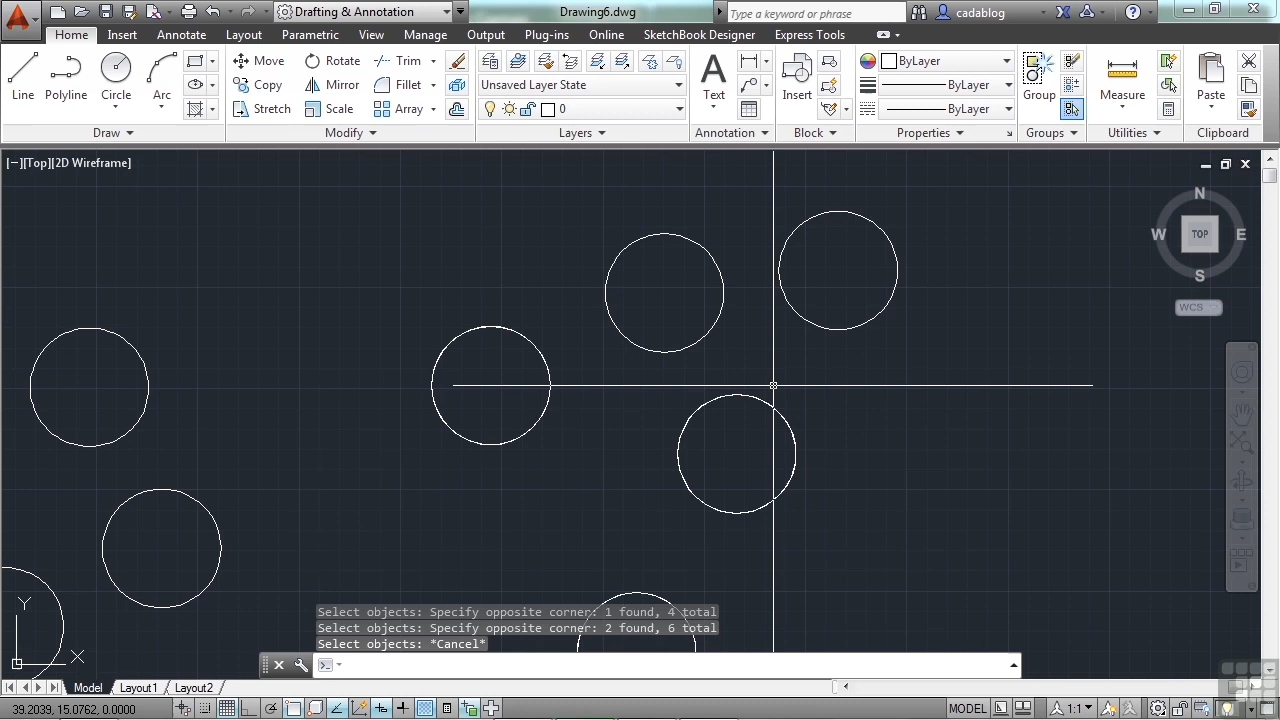 Drafting & Annotation
Drawing6.dwg
Type a keyword or phrase
cadablog
Home Insert Annotate Layout Parametric View Manage Output Plug-ins Online SketchBook Designer Express Tools
Line Polyline Circle Arc
Move Rotate Trim
Copy Mirror Fillet
Stretch Scale Array
Unsaved Layer State
0
Text
Insert
ByLayer
ByLayer
ByLayer
Group
Measure
Paste
Draw Modify Layers Annotation Block Properties Groups Utilities Clipboard
[−][Top][2D Wireframe]
N
W TOP E
S
WCS
Y
X
Select objects: Specify opposite corner: 1 found, 4 total
Select objects: Specify opposite corner: 2 found, 6 total
Select objects: *Cancel*
Model Layout1 Layout2
39.2039, 15.0762, 0.0000
MODEL
1:1